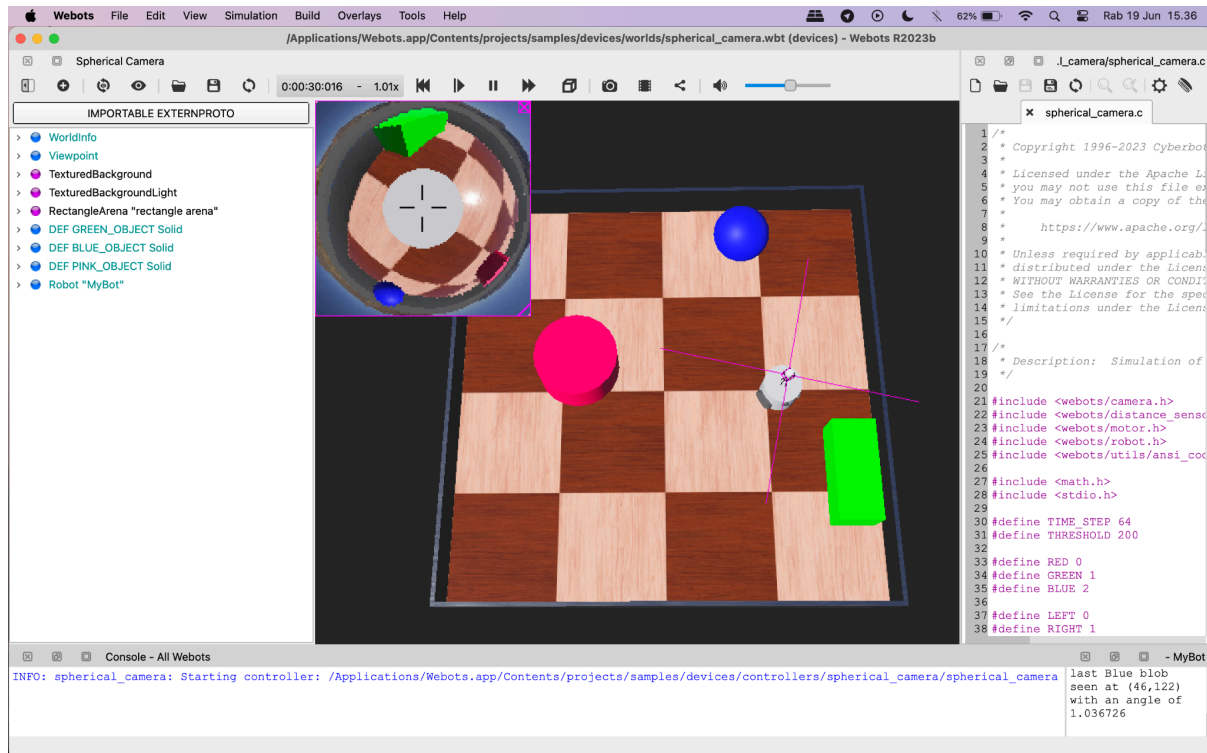 Webots File Edit View Simulation Build Overlays Tools Help 62% Rab 19 Jun 15.36
/Applications/Webots.app/Contents/projects/samples/devices/worlds/spherical_camera.wbt (devices) - Webots R2023b
Spherical Camera
0:00:30:016 - 1.01x
IMPORTABLE EXTERNPROTO
WorldInfo
Viewpoint
TexturedBackground
TexturedBackgroundLight
RectangleArena "rectangle arena"
DEF GREEN_OBJECT Solid
DEF BLUE_OBJECT Solid
DEF PINK_OBJECT Solid
Robot "MyBot"
.l_camera/spherical_camera.c
spherical_camera.c
1 /*
2 * Copyright 1996-2023 Cyberbot
3 *
4 * Licensed under the Apache Li
5 * you may not use this file ex
6 * You may obtain a copy of the
7 *
8 * https://www.apache.org/l
9 *
10 * Unless required by applicabl
11 * distributed under the Licens
12 * WITHOUT WARRANTIES OR CONDIT
13 * See the License for the spec
14 * limitations under the Licens
15 */
16
17 /*
18 * Description: Simulation of
19 */
20
21 #include <webots/camera.h>
22 #include <webots/distance_senso
23 #include <webots/motor.h>
24 #include <webots/robot.h>
25 #include <webots/utils/ansi_cod
26
27 #include <math.h>
28 #include <stdio.h>
29
30 #define TIME_STEP 64
31 #define THRESHOLD 200
32
33 #define RED 0
34 #define GREEN 1
35 #define BLUE 2
36
37 #define LEFT 0
38 #define RIGHT 1
Console - All Webots
INFO: spherical_camera: Starting controller: /Applications/Webots.app/Contents/projects/samples/devices/controllers/spherical_camera/spherical_camera
- MyBot
last Blue blob
seen at (46,122)
with an angle of
1.036726